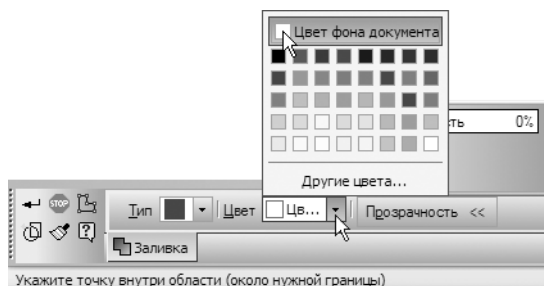 Цвет фона документа
ть 0%
Другие цвета...
STOP
Тип Цвет Цв... Прозрачность <<
Заливка
Укажите точку внутри области (около нужной границы)